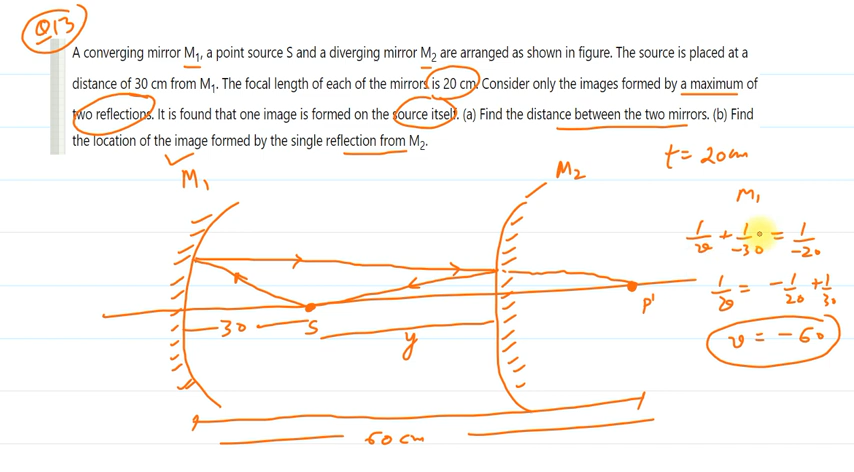 Q13
A converging mirror M₁, a point source S and a diverging mirror M₂ are arranged as shown in figure. The source is placed at a
distance of 30 cm from M₁. The focal length of each of the mirrors is 20 cm. Consider only the images formed by a maximum of
two reflections. It is found that one image is formed on the source itself. (a) Find the distance between the two mirrors. (b) Find
the location of the image formed by the single reflection from M₂.
f = 20cm
M₁
M₂
M₁
1/v + 1/-30 = 1/-20
1/v = -1/20 + 1/30
v = -60
30
S
y
P'
60 cm